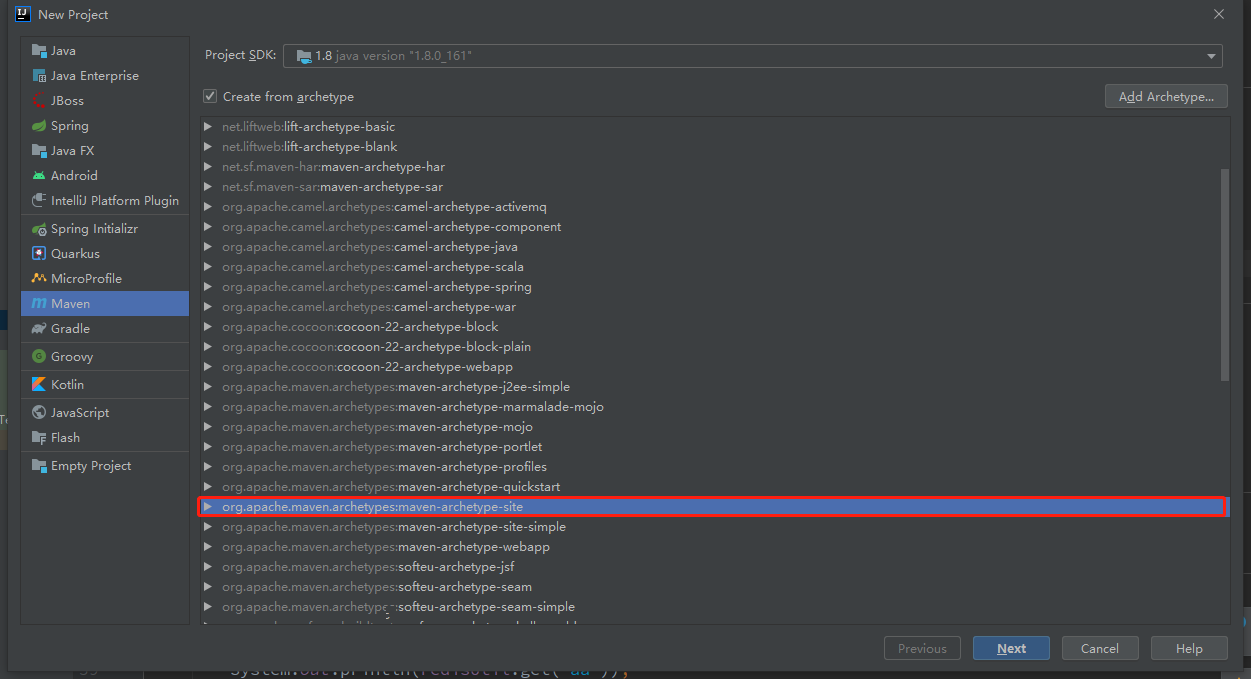 New Project
Java
Java Enterprise
JBoss
Spring
Java FX
Android
IntelliJ Platform Plugin
Spring Initializr
Quarkus
MicroProfile
Maven
Gradle
Groovy
Kotlin
JavaScript
Flash
Empty Project
Project SDK: 1.8 java version "1.8.0_161"
Create from archetype
Add Archetype...
net.liftweb:lift-archetype-basic
net.liftweb:lift-archetype-blank
net.sf.maven-har:maven-archetype-har
net.sf.maven-sar:maven-archetype-sar
org.apache.camel.archetypes:camel-archetype-activemq
org.apache.camel.archetypes:camel-archetype-component
org.apache.camel.archetypes:camel-archetype-java
org.apache.camel.archetypes:camel-archetype-scala
org.apache.camel.archetypes:camel-archetype-spring
org.apache.camel.archetypes:camel-archetype-war
org.apache.cocoon:cocoon-22-archetype-block
org.apache.cocoon:cocoon-22-archetype-block-plain
org.apache.cocoon:cocoon-22-archetype-webapp
org.apache.maven.archetypes:maven-archetype-j2ee-simple
org.apache.maven.archetypes:maven-archetype-marmalade-mojo
org.apache.maven.archetypes:maven-archetype-mojo
org.apache.maven.archetypes:maven-archetype-portlet
org.apache.maven.archetypes:maven-archetype-profiles
org.apache.maven.archetypes:maven-archetype-quickstart
org.apache.maven.archetypes:maven-archetype-site
org.apache.maven.archetypes:maven-archetype-site-simple
org.apache.maven.archetypes:maven-archetype-webapp
org.apache.maven.archetypes:softeu-archetype-jsf
org.apache.maven.archetypes:softeu-archetype-seam
org.apache.maven.archetypes:softeu-archetype-seam-simple
Previous
Next
Cancel
Help